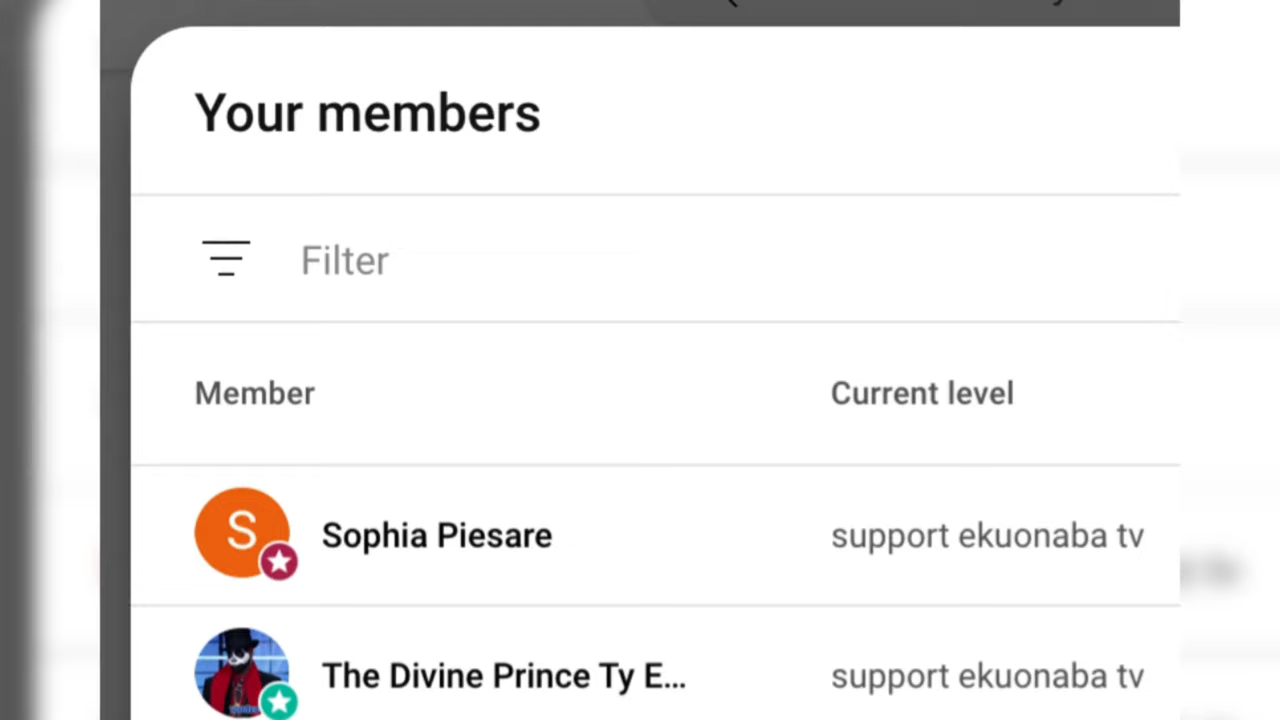 Your members
Filter
Member Current level
S Sophia Piesare support ekuonaba tv
The Divine Prince Ty E... support ekuonaba tv